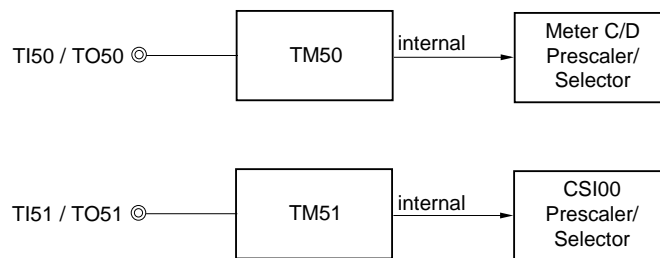 TI50 / TO50
TM50
internal
Meter C/D
Prescaler/
Selector
TI51 / TO51
TM51
internal
CSI00
Prescaler/
Selector